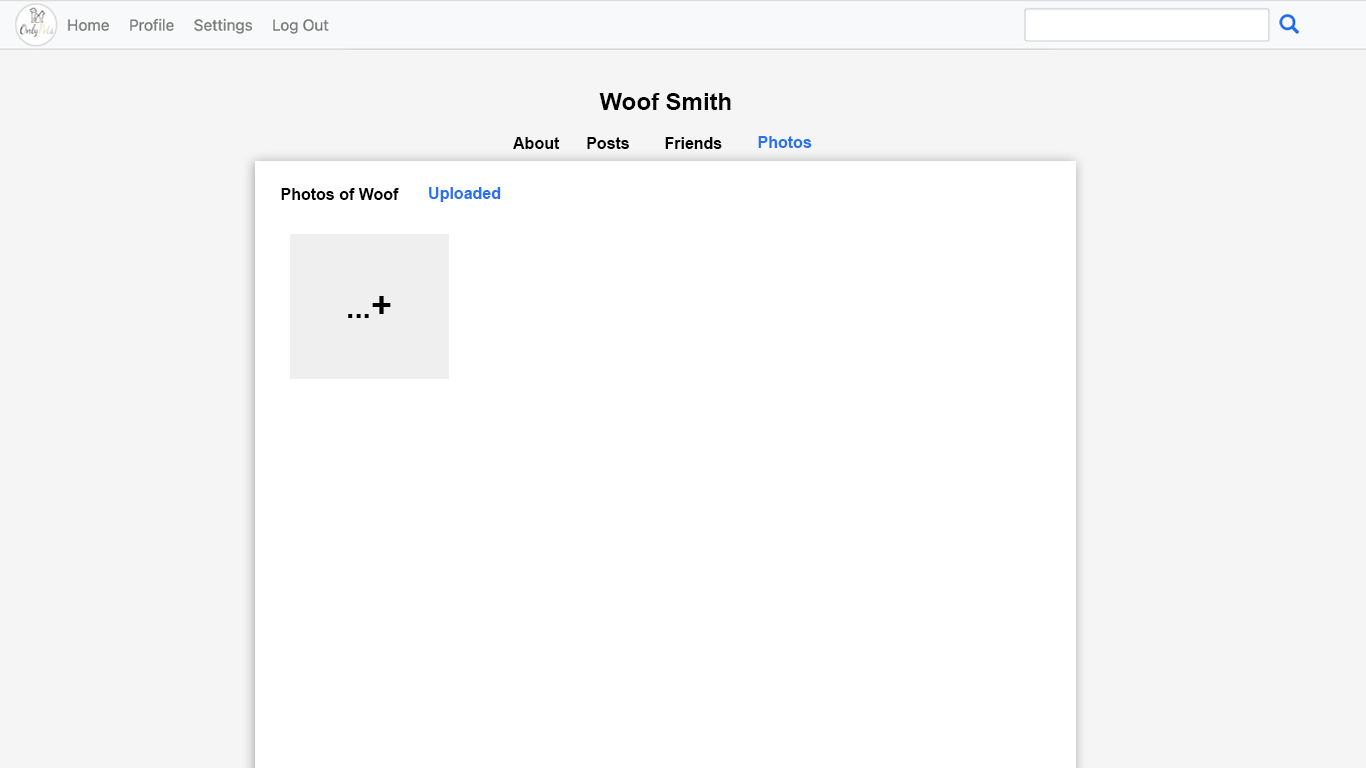 OnlyPets Home Profile Settings Log Out
Woof Smith
About Posts Friends Photos
Photos of Woof Uploaded
...+